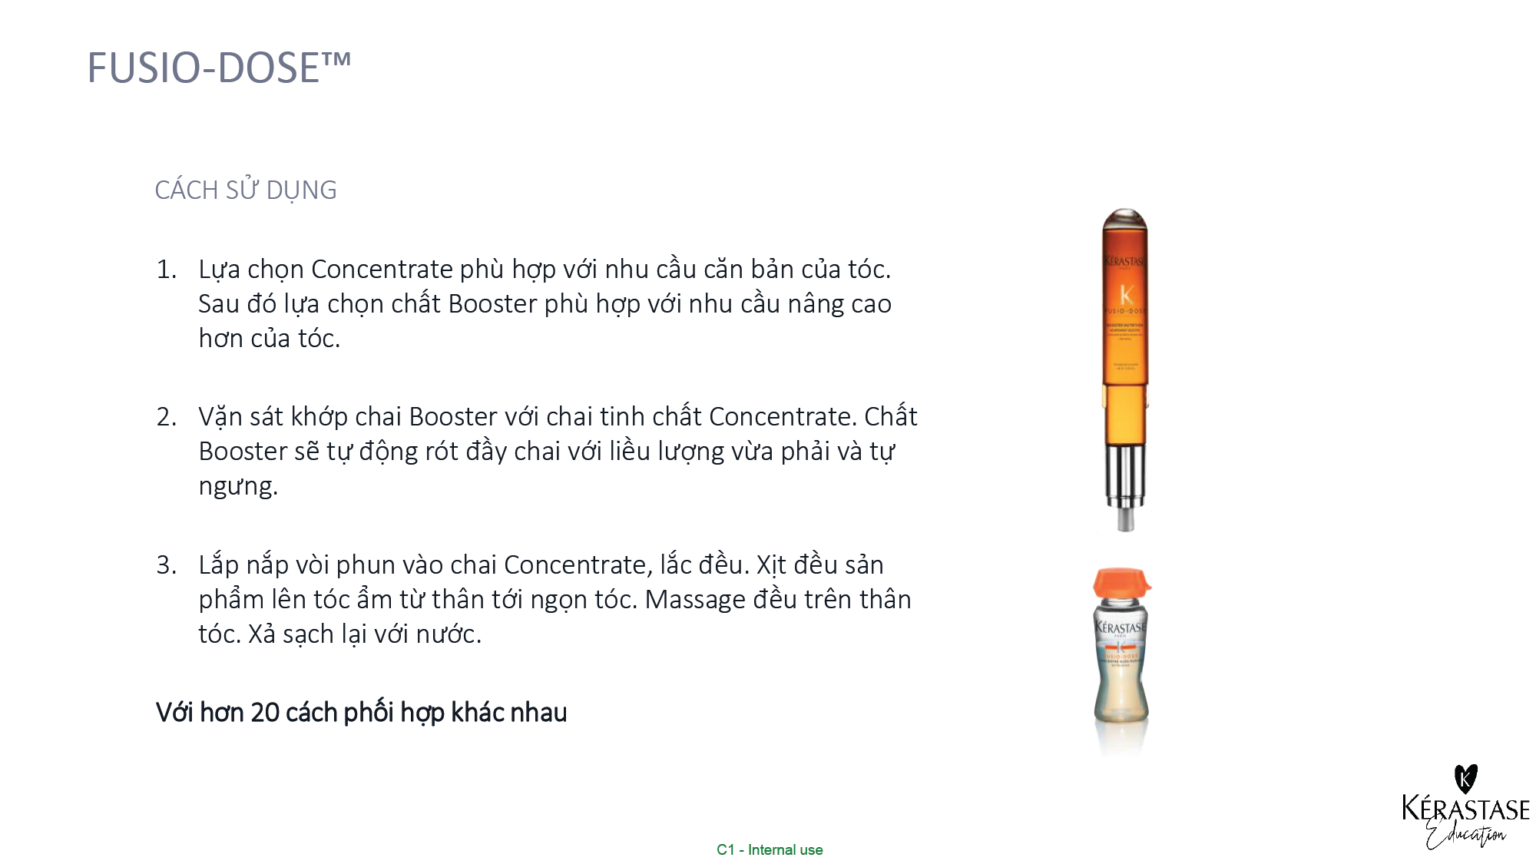 FUSIO-DOSE™
CÁCH SỬ DỤNG
1. Lựa chọn Concentrate phù hợp với nhu cầu căn bản của tóc.
Sau đó lựa chọn chất Booster phù hợp với nhu cầu nâng cao
hơn của tóc.
2. Vặn sát khớp chai Booster với chai tinh chất Concentrate. Chất
Booster sẽ tự động rót đầy chai với liều lượng vừa phải và tự
ngưng.
3. Lắp nắp vòi phun vào chai Concentrate, lắc đều. Xịt đều sản
phẩm lên tóc ẩm từ thân tới ngọn tóc. Massage đều trên thân
tóc. Xả sạch lại với nước.
Với hơn 20 cách phối hợp khác nhau
KÉRASTASE
K
FUSIO-DOSE
KÉRASTASE
K
KÉRASTASE
Education
C1 - Internal use